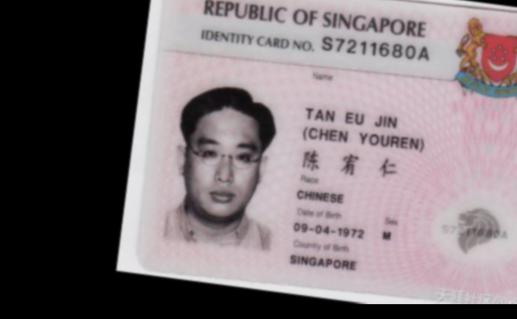 REPUBLIC OF SINGAPORE
IDENTITY CARD NO. S7211680A
Name
TAN EU JIN
(CHEN YOUREN)
陈 宥 仁
Race
CHINESE
Date of Birth Sex
09-04-1972 M
Country of Birth
SINGAPORE
S7211680A